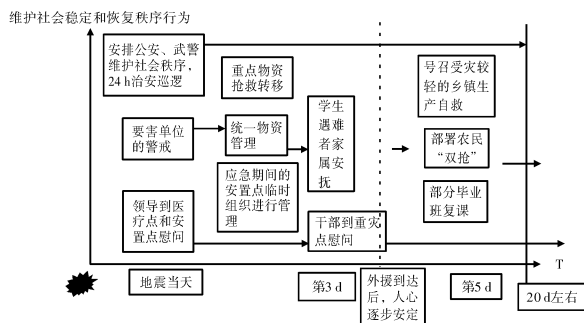 维护社会稳定和恢复秩序行为
安排公安、武警
维护社会秩序，
24 h治安巡逻
重点物资
抢救转移
号召受灾较
轻的乡镇生
产自救
学生
遇难
者家
属安
抚
要害单位
的警戒
统一物资
管理
部署农民
“双抢”
应急期间的
安置点临时
组织进行管
理
领导到医
疗点和安
置点慰问
部分毕业
班复课
干部到重灾
点慰问
T
地震当天
第3 d
外援到达
后，人心
逐步安定
第5 d
20 d左右